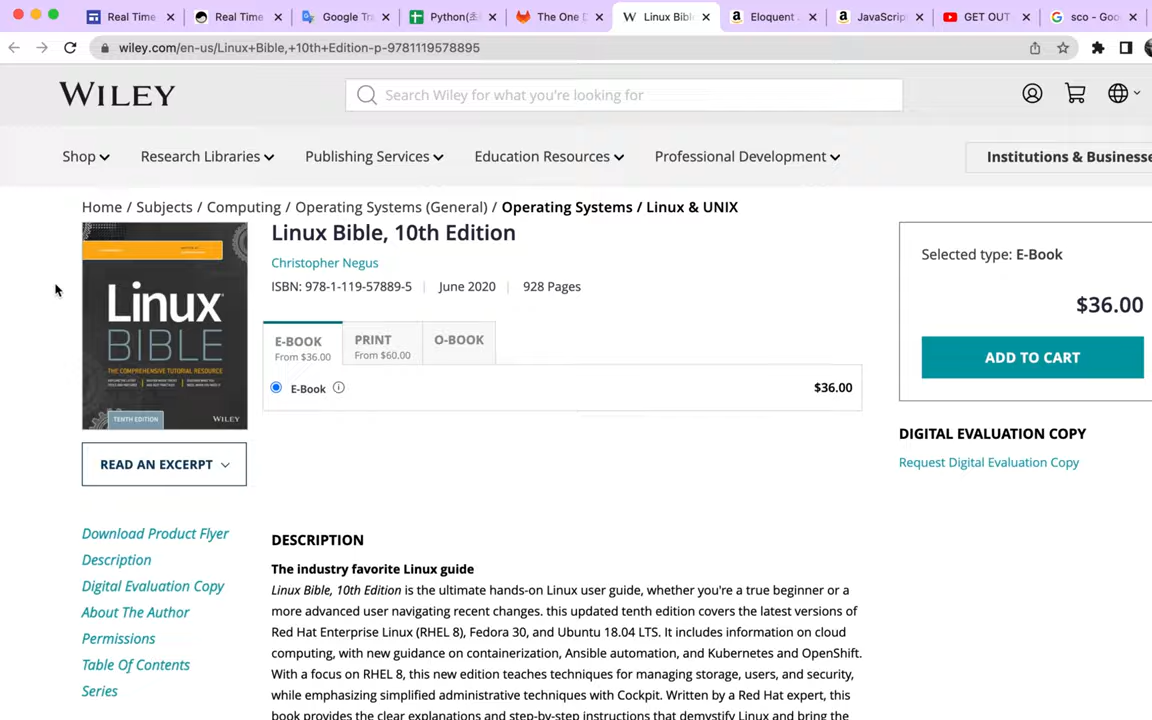 Real Time
Real Time
Google Tra
Python(초
The One D
Linux Bibl
Eloquent
JavaScript
GET OUT
sco - Goo
wiley.com/en-us/Linux+Bible,+10th+Edition-p-9781119578895
WILEY
Search Wiley for what you're looking for
Shop
Research Libraries
Publishing Services
Education Resources
Professional Development
Institutions & Businesse
Home / Subjects / Computing / Operating Systems (General) / Operating Systems / Linux & UNIX
Linux Bible, 10th Edition
Christopher Negus
ISBN: 978-1-119-57889-5 | June 2020 | 928 Pages
Linux
BIBLE
THE COMPREHENSIVE TUTORIAL RESOURCE
TENTH EDITION
WILEY
E-BOOK
From $36.00
PRINT
From $60.00
O-BOOK
E-Book
$36.00
Selected type: E-Book
$36.00
ADD TO CART
DIGITAL EVALUATION COPY
Request Digital Evaluation Copy
READ AN EXCERPT
Download Product Flyer
Description
Digital Evaluation Copy
About The Author
Permissions
Table Of Contents
Series
DESCRIPTION
The industry favorite Linux guide
Linux Bible, 10th Edition is the ultimate hands-on Linux user guide, whether you're a true beginner or a
more advanced user navigating recent changes. this updated tenth edition covers the latest versions of
Red Hat Enterprise Linux (RHEL 8), Fedora 30, and Ubuntu 18.04 LTS. It includes information on cloud
computing, with new guidance on containerization, Ansible automation, and Kubernetes and OpenShift.
With a focus on RHEL 8, this new edition teaches techniques for managing storage, users, and security,
while emphasizing simplified administrative techniques with Cockpit. Written by a Red Hat expert, this
book provides the clear explanations and step-by-step instructions that demystify Linux and bring the